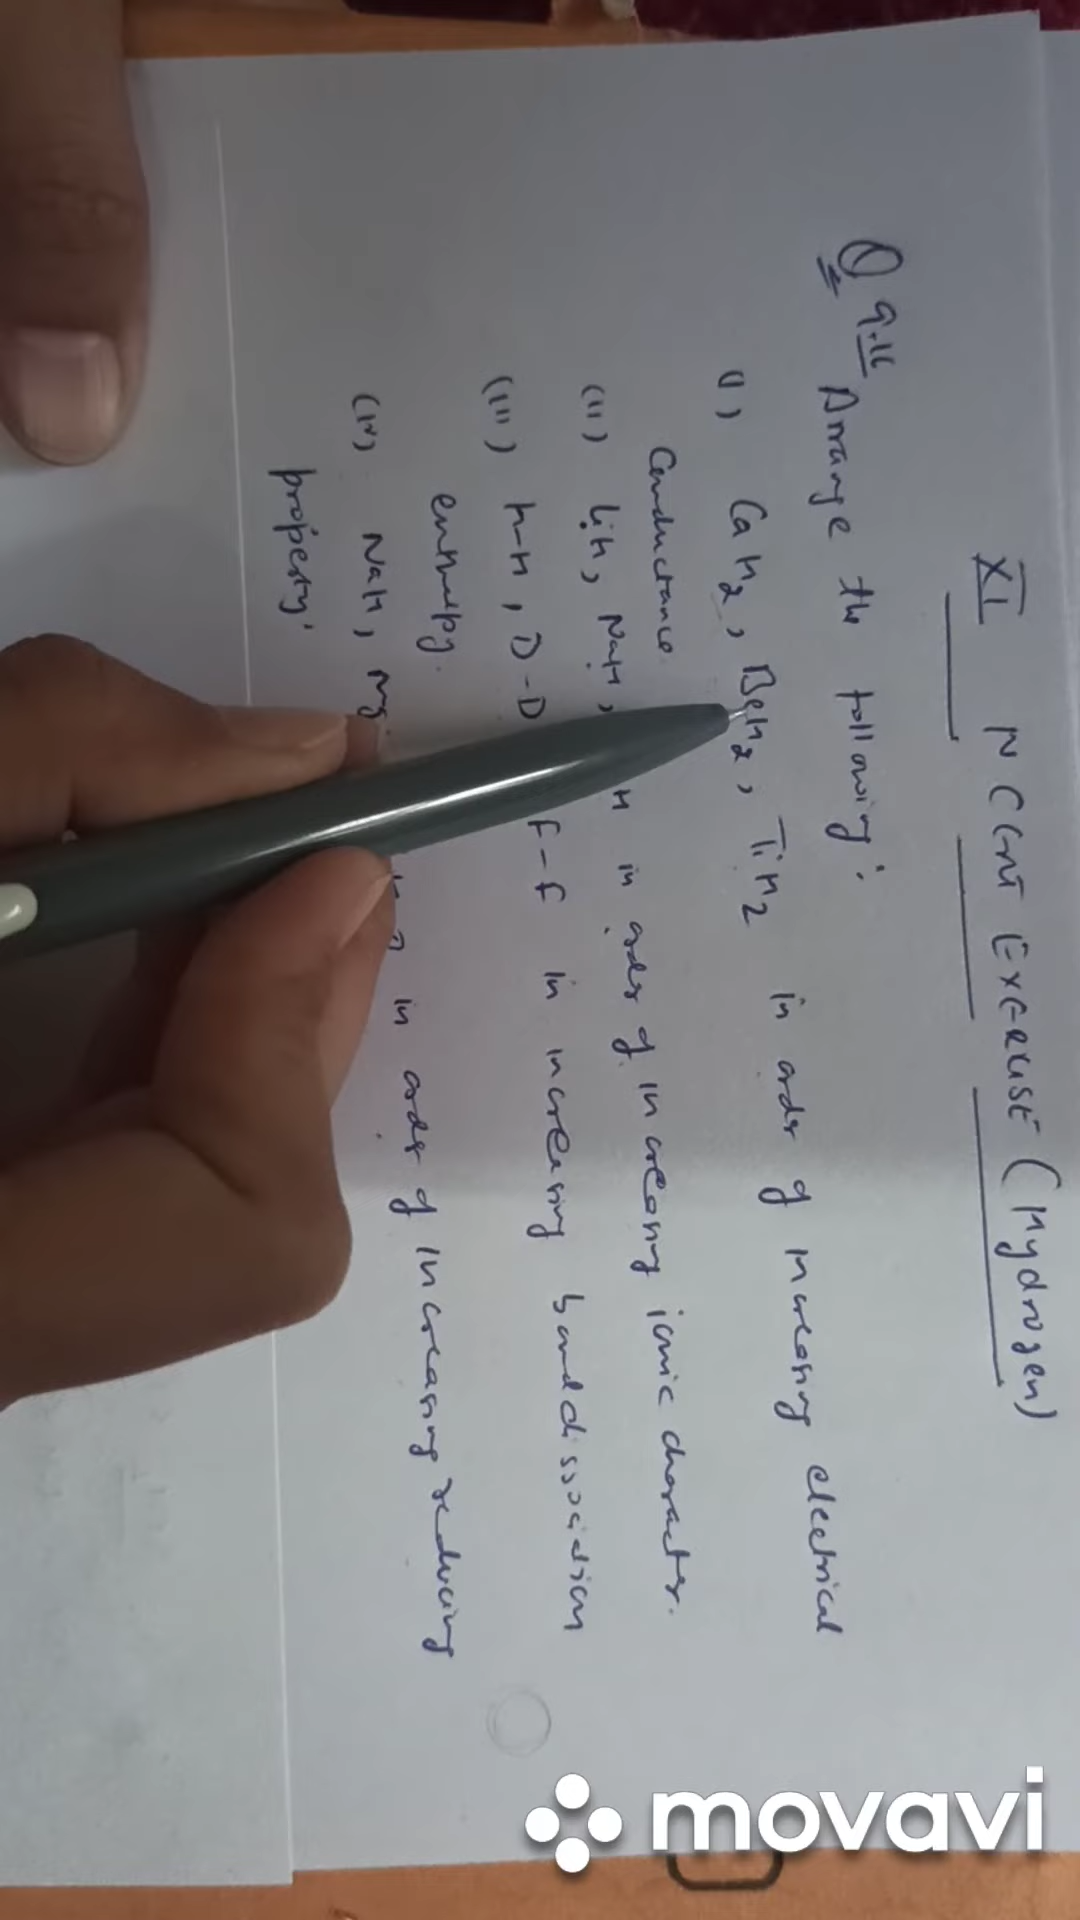 XI NCERT EXERCISE (Hydrogen)
Q 9.16 Arrange the following:
(I) CaH2, BeH2, TiH2 in order of increasing electrical
Conductance.
(II) LiH, NaH, H in order of increasing ionic character.
(III) H-H, D-D F-F in increasing bond dissociation
enthalpy.
(IV) NaH, Mg in order of increasing reducing
property.
movavi